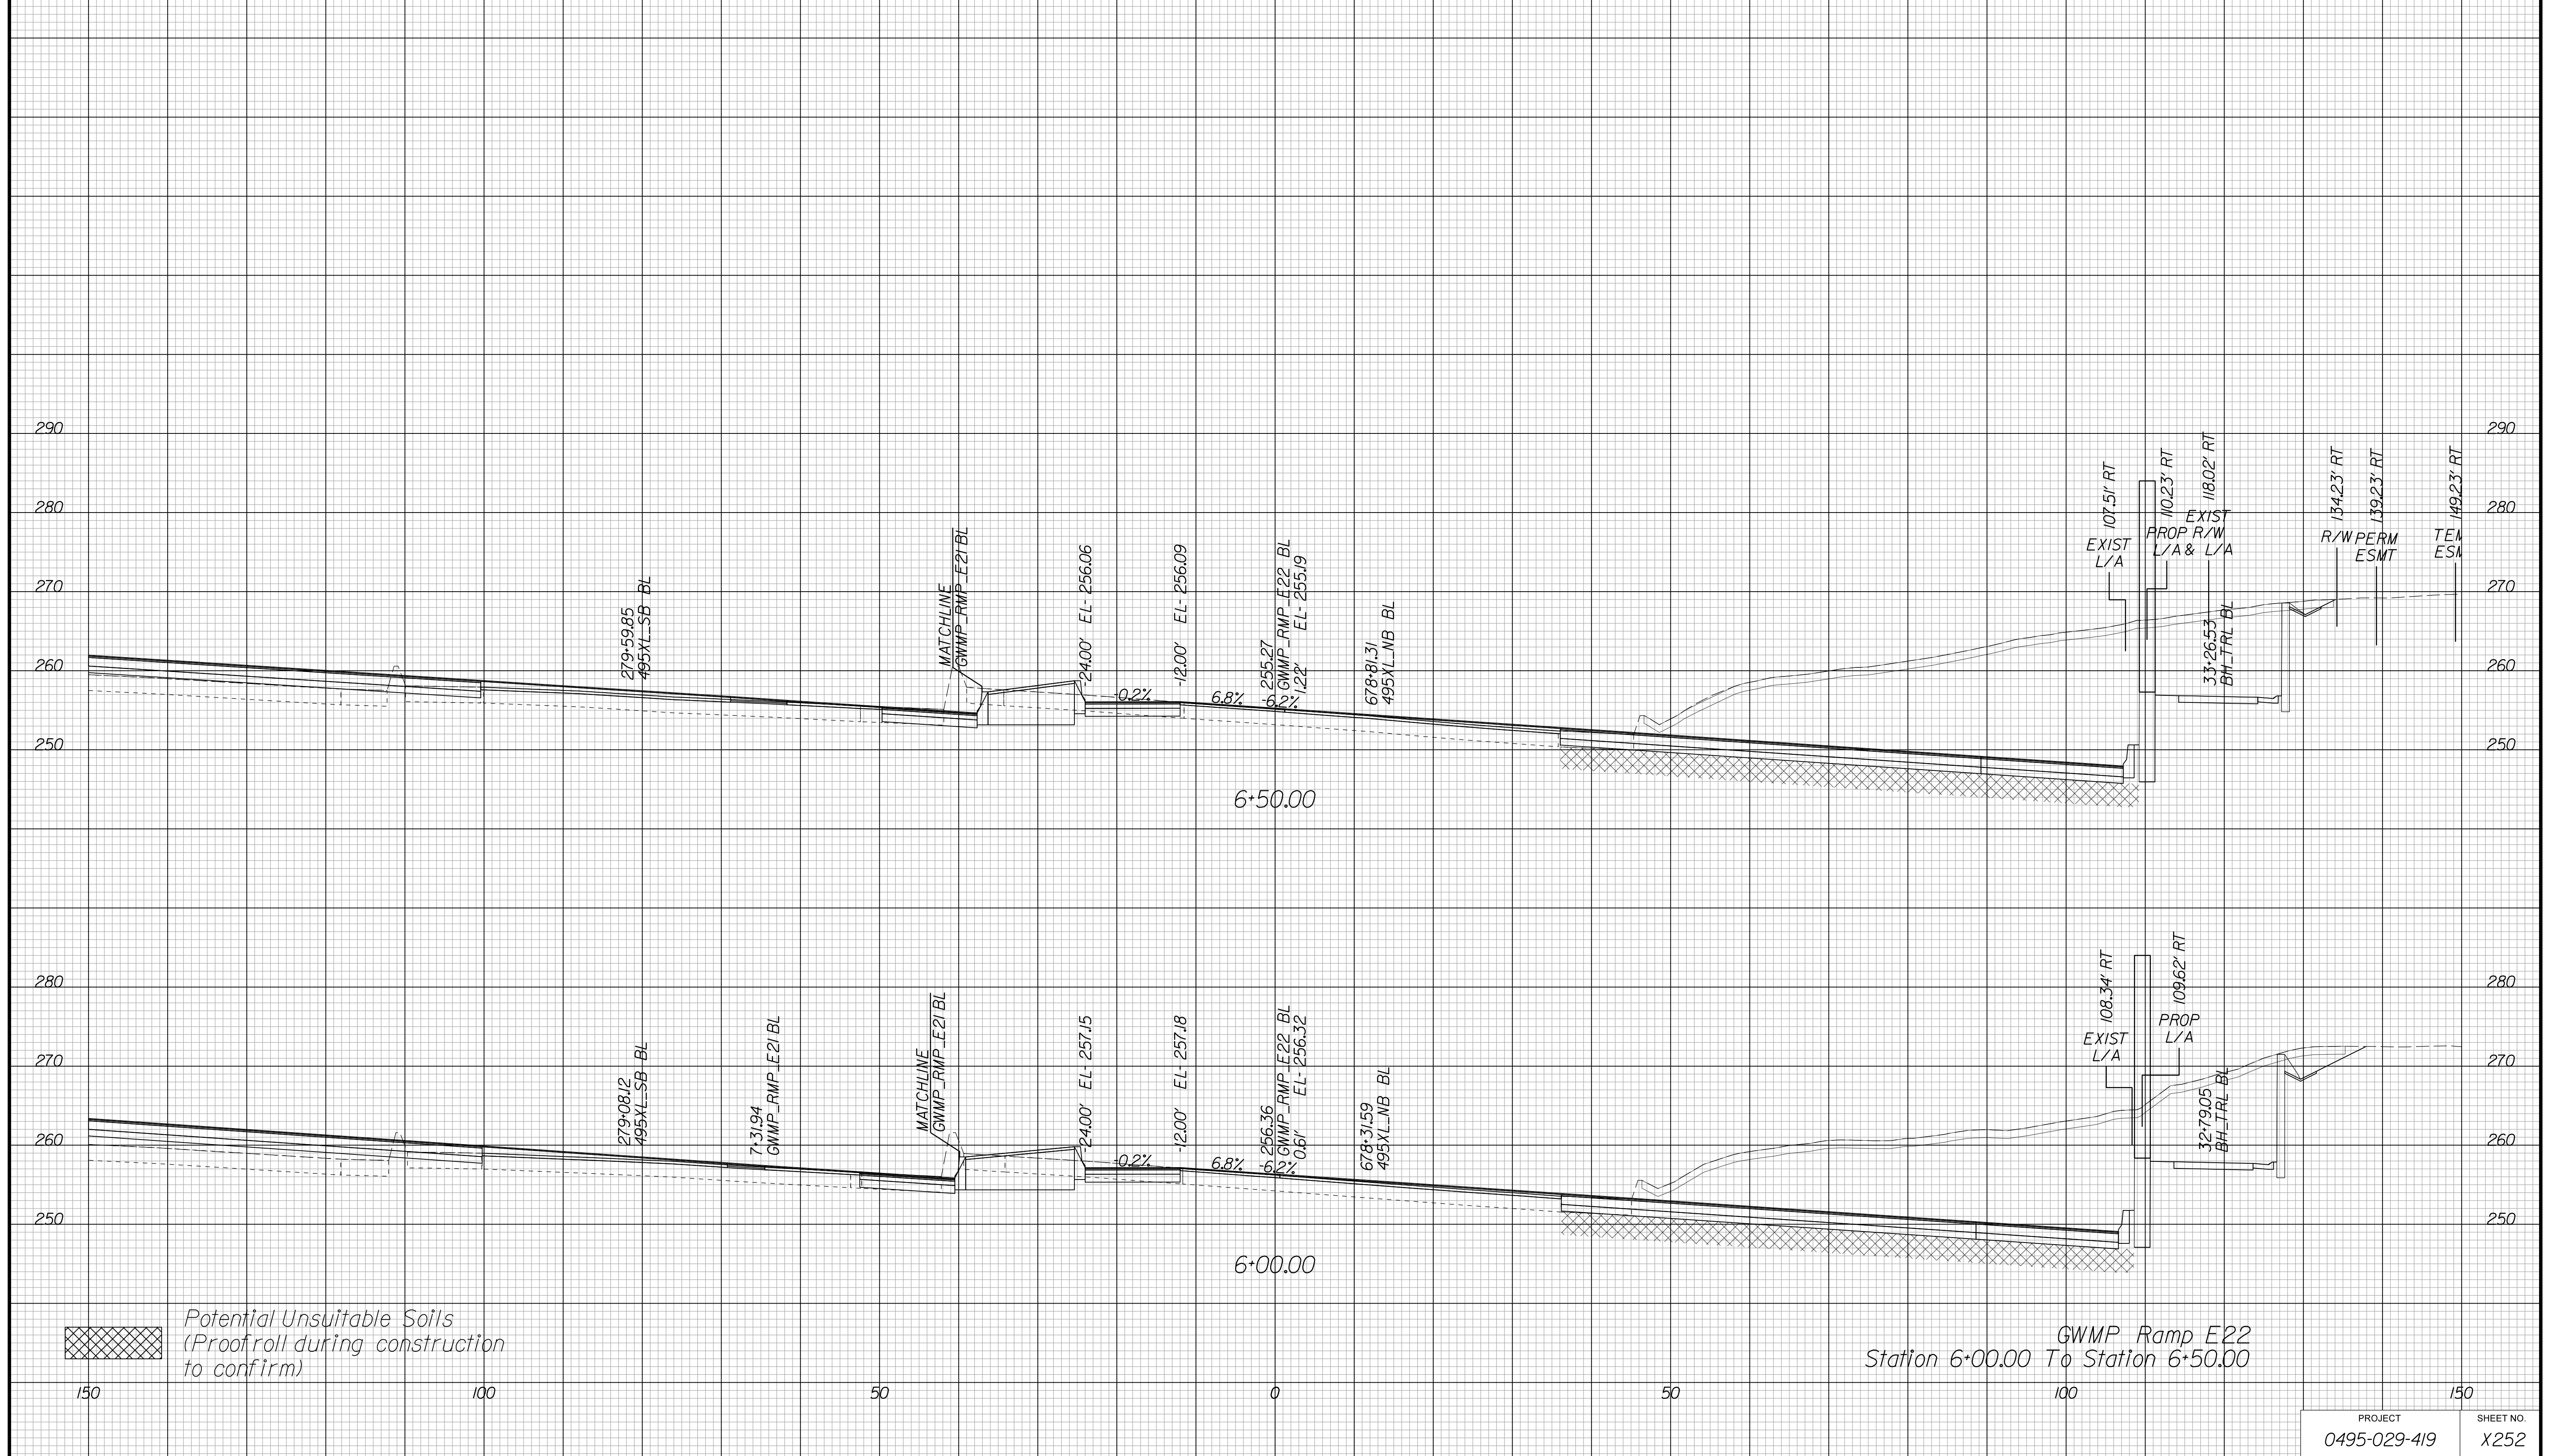 290
290
107.51' RT
110.23' RT
118.02' RT
134.23' RT
139.23' RT
149.23' RT
280
280
EXIST
L/A
PROP
L/A
EXIST
R/W
& L/A
R/W
PERM
ESMT
TEM
ESM
270
270
279+59.85
495XL_SB BL
MATCHLINE
GWMP_RMP_E21 BL
-24.00' EL- 256.06
-12.00' EL- 256.09
255.27
GWMP_RMP_E22 BL
1.22' EL- 255.19
678+81.31
495XL_NB BL
33+26.53
BH_TRL BL
260
260
-0.2%
6.8%
-6.2%
250
250
6+50.00
108.34' RT
109.62' RT
280
280
EXIST
L/A
PROP
L/A
270
270
279+08.12
495XL_SB BL
7+31.94
GWMP_RMP_E21 BL
MATCHLINE
GWMP_RMP_E21 BL
-24.00' EL- 257.15
-12.00' EL- 257.18
256.36
GWMP_RMP_E22 BL
0.61' EL- 256.32
678+31.59
495XL_NB BL
32+79.05
BH_TRL BL
260
260
-0.2%
6.8%
-6.2%
250
250
6+00.00
Potential Unsuitable Soils
(Proofroll during construction
to confirm)
GWMP Ramp E22
Station 6+00.00 To Station 6+50.00
150
100
50
0
50
100
150
PROJECT
SHEET NO.
0495-029-419
X252